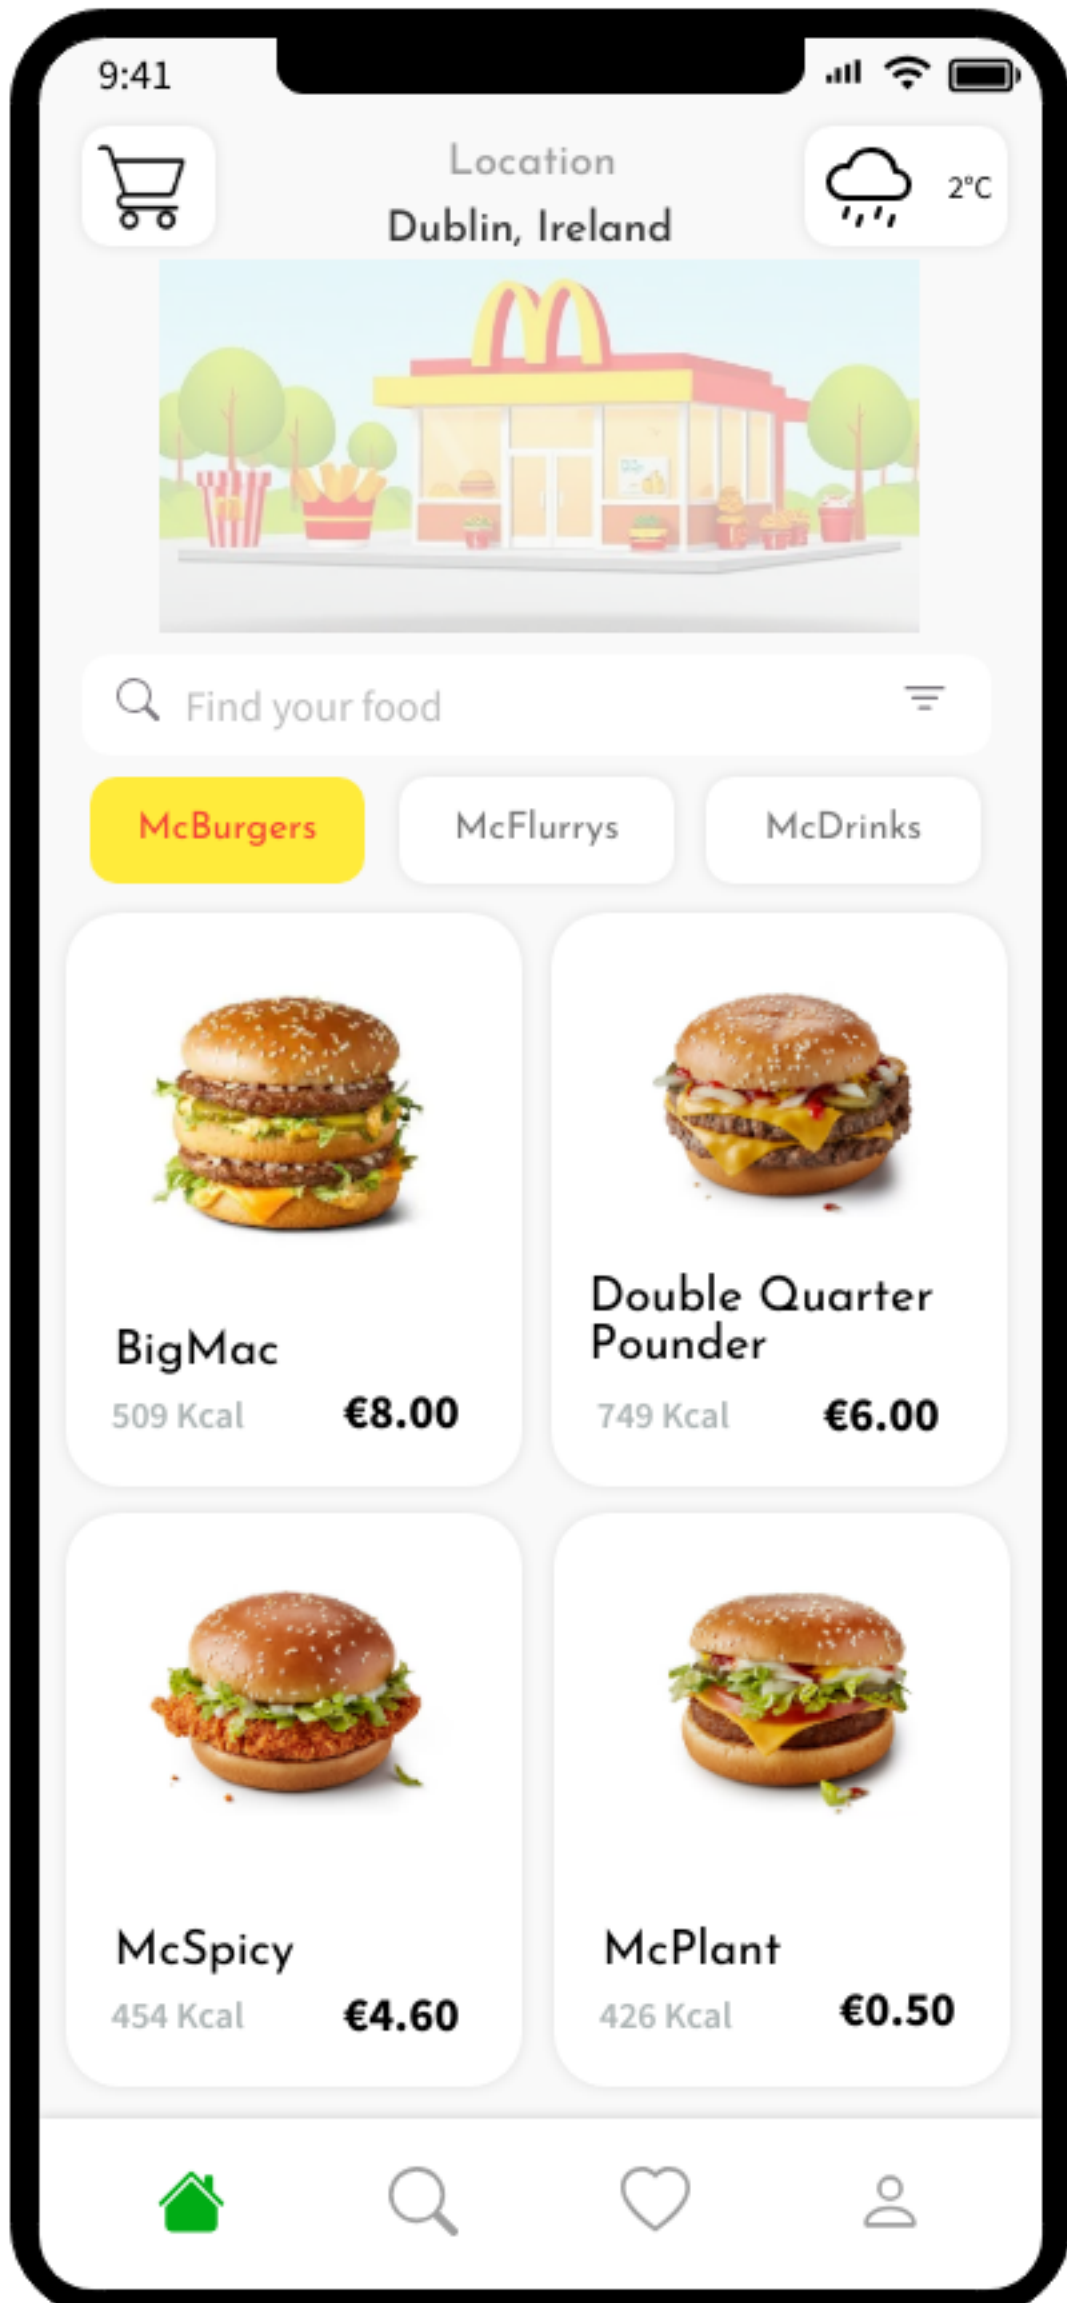 9:41
Location
2°C
Dublin, Ireland
Find your food
McBurgers
McFlurrys
McDrinks
BigMac
509 Kcal
€8.00
Double Quarter
Pounder
749 Kcal
€6.00
McSpicy
454 Kcal
€4.60
McPlant
426 Kcal
€0.50